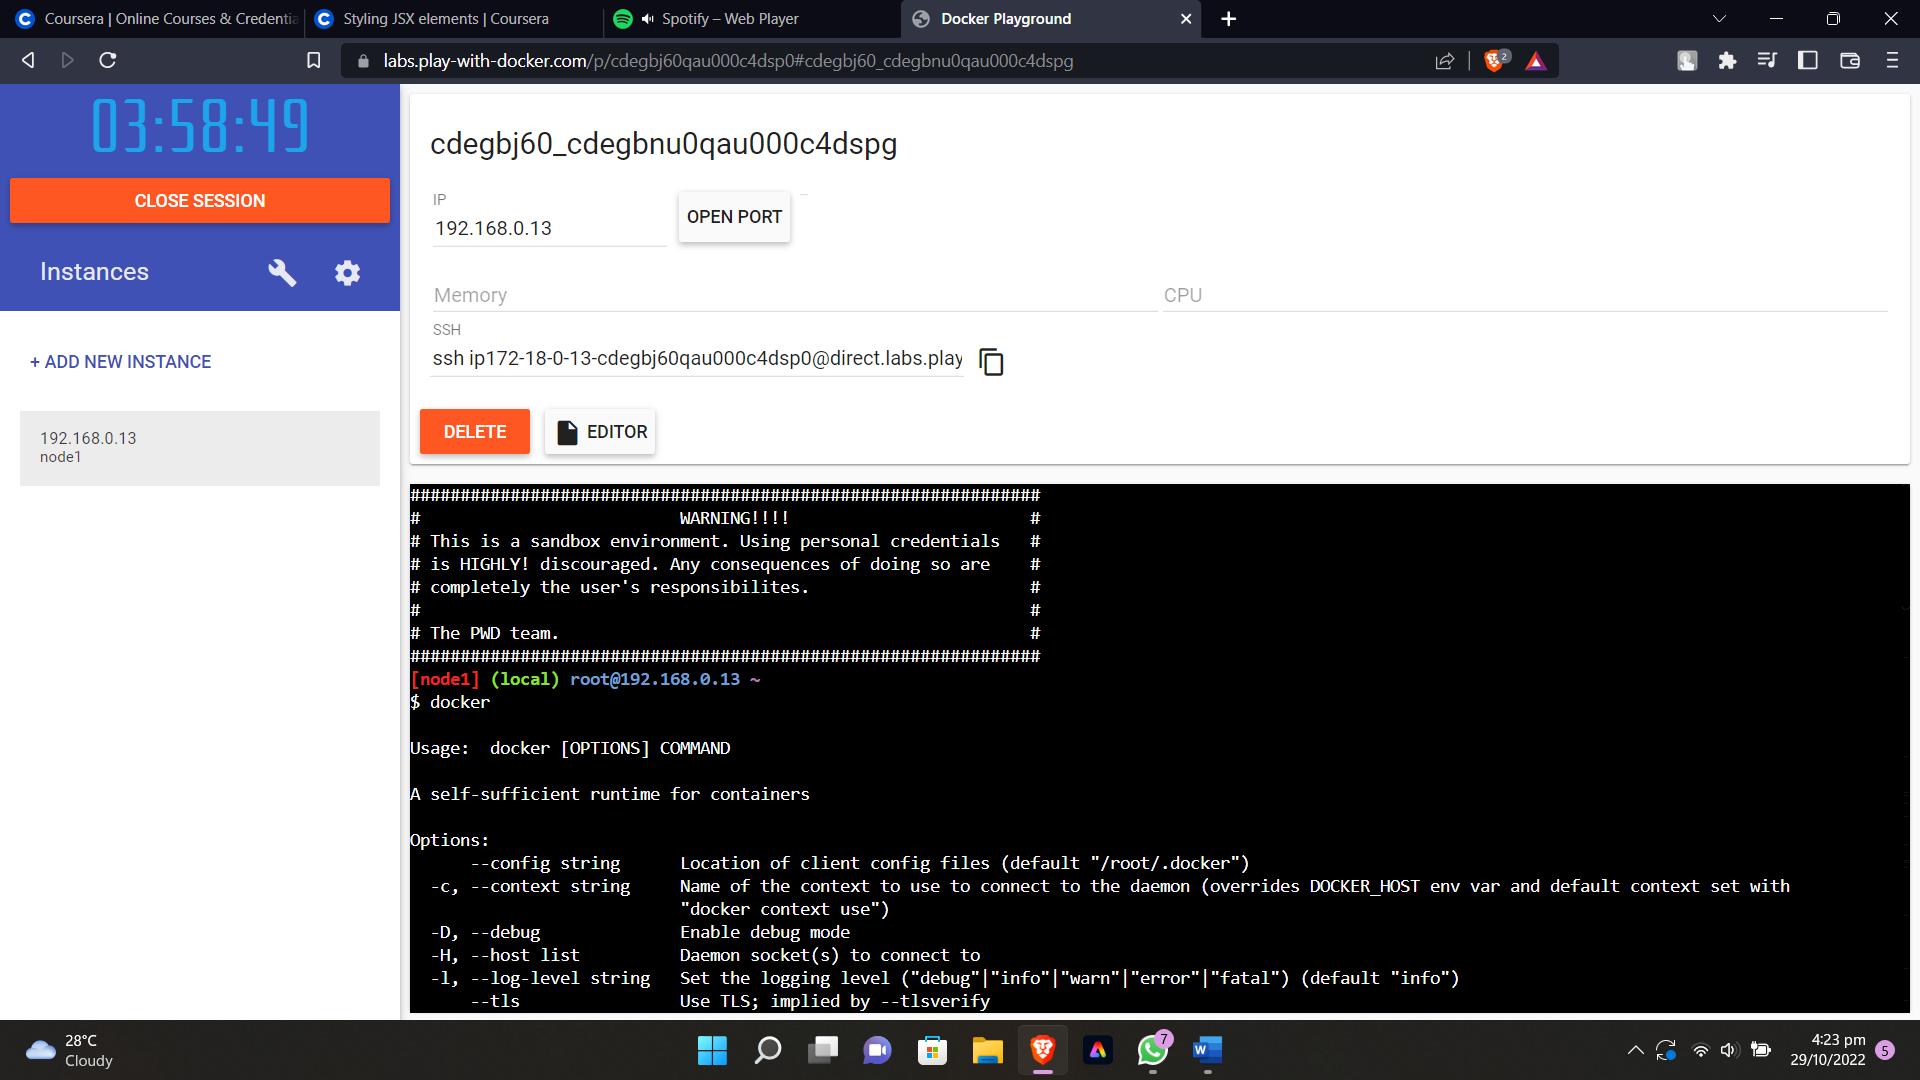 Coursera | Online Courses & Credentia
Styling JSX elements | Coursera
Spotify – Web Player
Docker Playground
labs.play-with-docker.com/p/cdegbj60qau000c4dsp0#cdegbj60_cdegbnu0qau000c4dspg
2
03:58:49
CLOSE SESSION
Instances
+ ADD NEW INSTANCE
192.168.0.13
node1
cdegbj60_cdegbnu0qau000c4dspg
IP
192.168.0.13
OPEN PORT
Memory
CPU
SSH
ssh ip172-18-0-13-cdegbj60qau000c4dsp0@direct.labs.play
DELETE
EDITOR
###############################################################
#                          WARNING!!!!                        #
# This is a sandbox environment. Using personal credentials   #
# is HIGHLY! discouraged. Any consequences of doing so are    #
# completely the user's responsibilites.                      #
#                                                             #
# The PWD team.                                               #
###############################################################
[node1] (local) root@192.168.0.13 ~
$ docker
Usage:  docker [OPTIONS] COMMAND
A self-sufficient runtime for containers
Options:
      --config string      Location of client config files (default "/root/.docker")
  -c, --context string     Name of the context to use to connect to the daemon (overrides DOCKER_HOST env var and default context set with
                           "docker context use")
  -D, --debug              Enable debug mode
  -H, --host list          Daemon socket(s) to connect to
  -l, --log-level string   Set the logging level ("debug"|"info"|"warn"|"error"|"fatal") (default "info")
      --tls                Use TLS; implied by --tlsverify
28°C
Cloudy
7
W
4:23 pm
29/10/2022
5